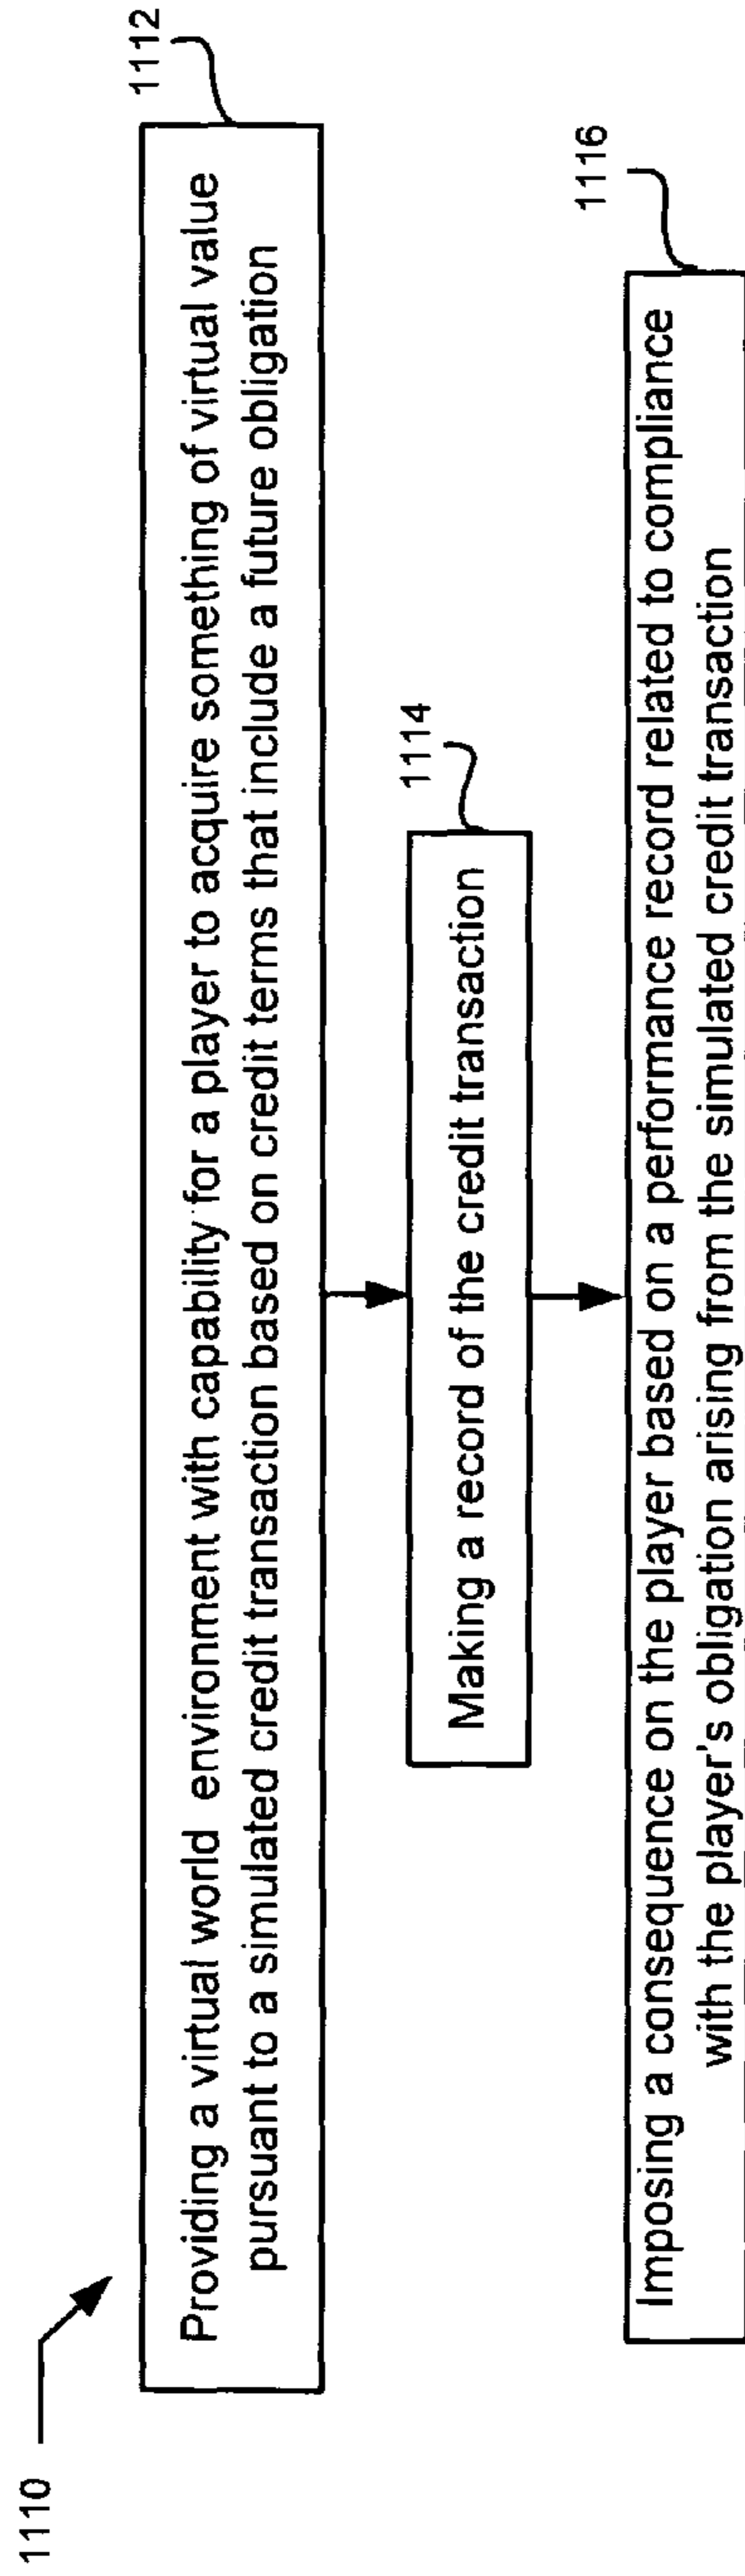 1110
1112
Providing a virtual world environment with capability for a player to acquire something of virtual value
pursuant to a simulated credit transaction based on credit terms that include a future obligation
1114
Making a record of the credit transaction
1116
Imposing a consequence on the player based on a performance record related to compliance
with the player's obligation arising from the simulated credit transaction